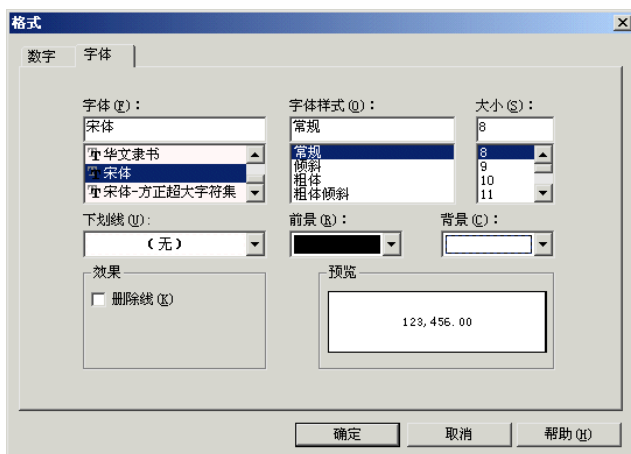 格式
数字 字体
字体(F): 字体样式(O): 大小(S):
宋体 常规 8
华文隶书 常规 8
宋体 倾斜 9
宋体-方正超大字符集 粗体 10
粗体倾斜 11
下划线(U): 前景(R): 背景(C):
(无)
效果 预览
删除线(K)
123,456.00
确定 取消 帮助(H)